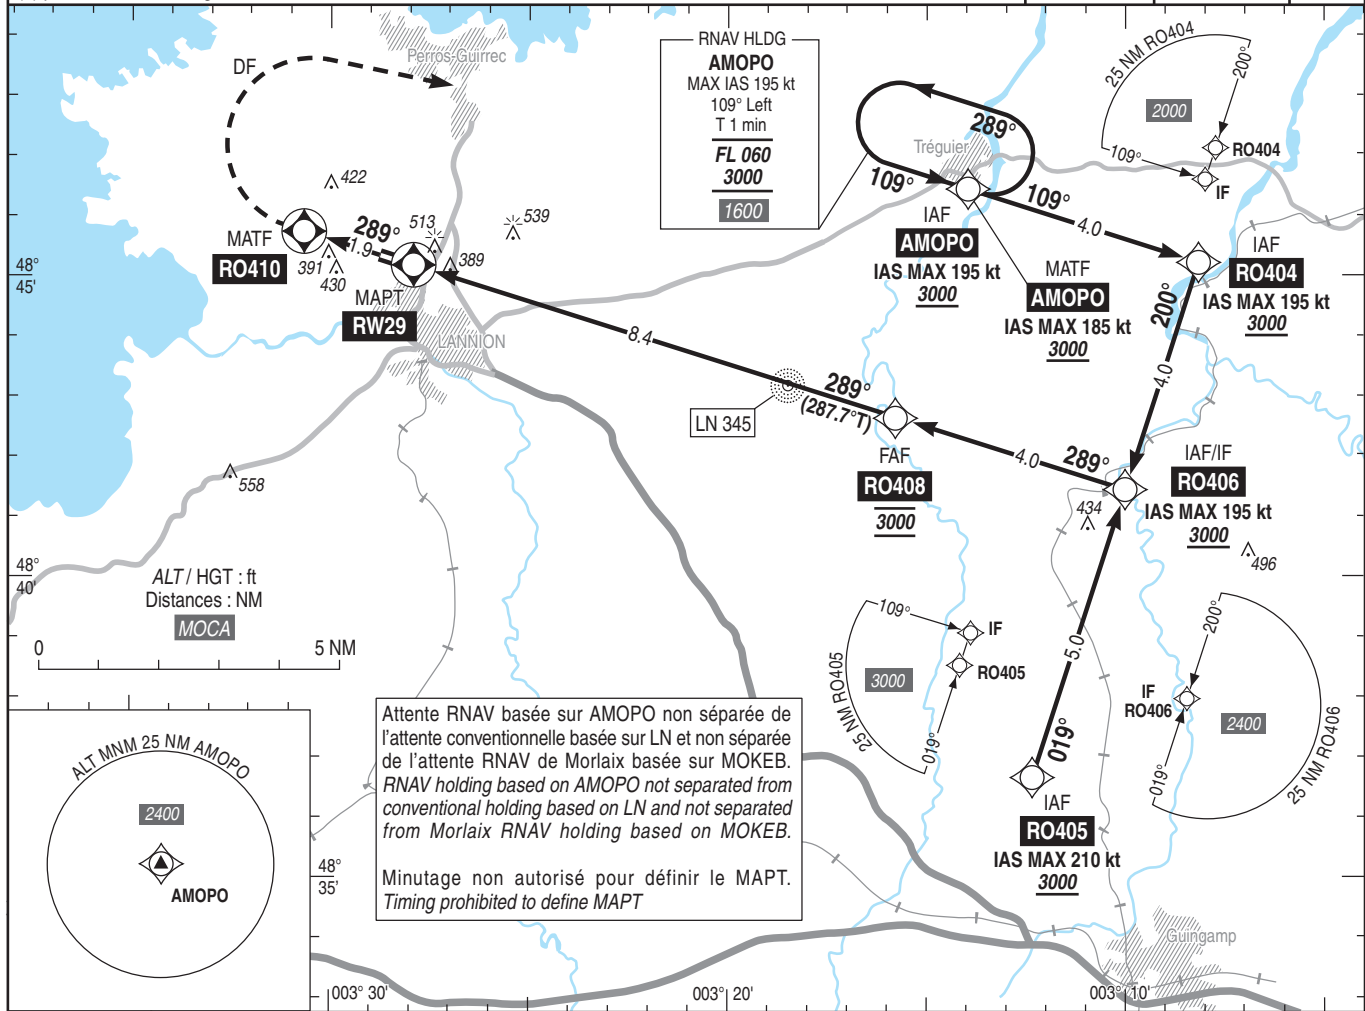 DF
Perros-Guirrec
RNAV HLDG
AMOPO
MAX IAS 195 kt
109° Left
T 1 min
FL 060
3000
1600
289°
Tréguier
109°
109°
4.0
IAF
AMOPO
IAS MAX 195 kt
3000
MATF
AMOPO
IAS MAX 185 kt
3000
25 NM RO404
200°
2000
RO404
109°
IF
IAF
RO404
IAS MAX 195 kt
3000
200°
4.0
422
513
539
389
289°
1.9
MATF
RO410
391
430
MAPT
RW29
LANNION
48°
45'
8.4
LN 345
289°
(287.7°T)
FAF
RO408
3000
4.0
289°
IAF/IF
RO406
IAS MAX 195 kt
3000
434
496
558
48°
40'
ALT / HGT : ft
Distances : NM
MOCA
0
5 NM
109°
IF
3000
RO405
25 NM RO405
019°
5.0
019°
IAF
RO405
IAS MAX 210 kt
3000
200°
IF
RO406
2400
019°
25 NM RO406
ALT MNM 25 NM AMOPO
2400
AMOPO
Attente RNAV basée sur AMOPO non séparée de
l'attente conventionnelle basée sur LN et non séparée
de l'attente RNAV de Morlaix basée sur MOKEB.
RNAV holding based on AMOPO not separated from
conventional holding based on LN and not separated
from Morlaix RNAV holding based on MOKEB.
Minutage non autorisé pour définir le MAPT.
Timing prohibited to define MAPT
48°
35'
Guingamp
003° 30'
003° 20'
003° 10'